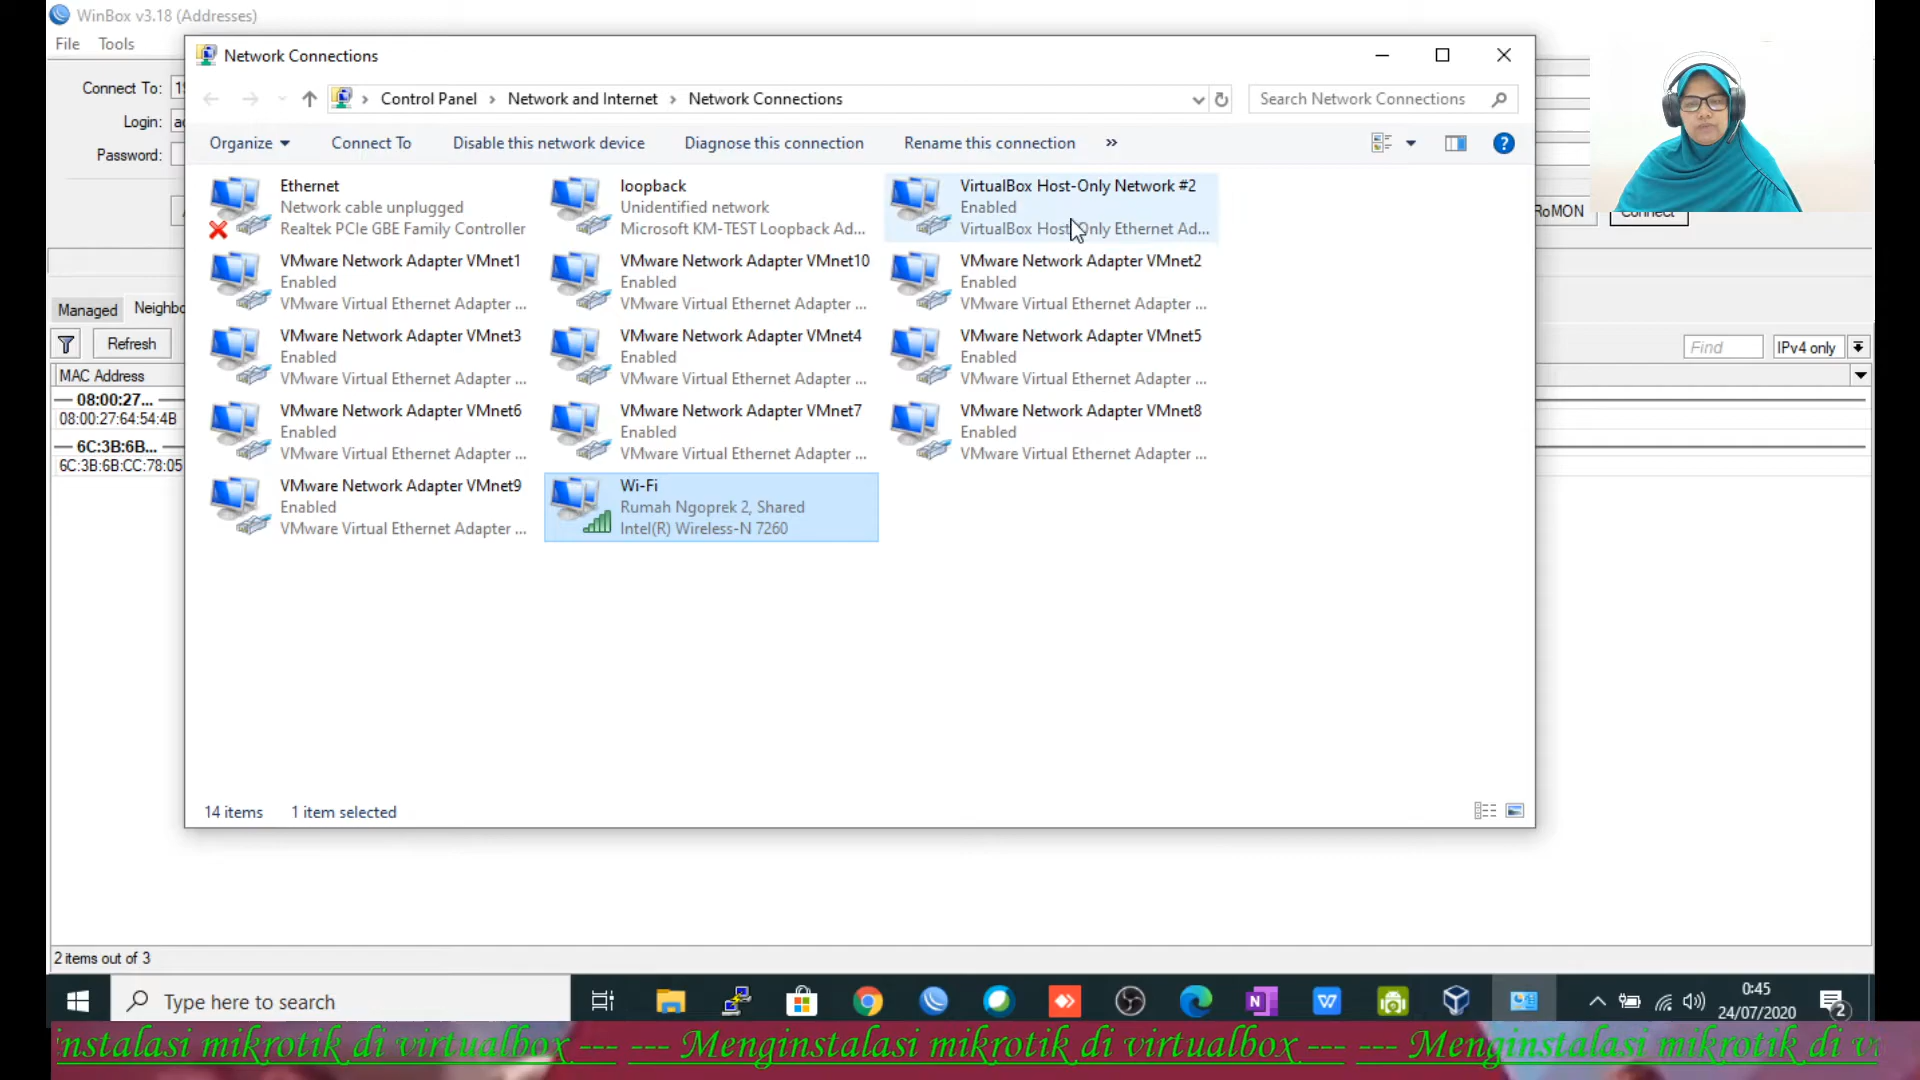 WinBox v3.18 (Addresses)
File Tools
Network Connections
Connect To:
Login:
Password:
Control Panel > Network and Internet > Network Connections
Search Network Connections
Organize
Connect To
Disable this network device
Diagnose this connection
Rename this connection
»
Ethernet
Network cable unplugged
Realtek PCIe GBE Family Controller
loopback
Unidentified network
Microsoft KM-TEST Loopback Ad...
VirtualBox Host-Only Network #2
Enabled
VirtualBox Host-Only Ethernet Ad...
RoMON
Connect
VMware Network Adapter VMnet1
Enabled
VMware Virtual Ethernet Adapter ...
VMware Network Adapter VMnet10
Enabled
VMware Virtual Ethernet Adapter ...
VMware Network Adapter VMnet2
Enabled
VMware Virtual Ethernet Adapter ...
VMware Network Adapter VMnet3
Enabled
VMware Virtual Ethernet Adapter ...
VMware Network Adapter VMnet4
Enabled
VMware Virtual Ethernet Adapter ...
VMware Network Adapter VMnet5
Enabled
VMware Virtual Ethernet Adapter ...
VMware Network Adapter VMnet6
Enabled
VMware Virtual Ethernet Adapter ...
VMware Network Adapter VMnet7
Enabled
VMware Virtual Ethernet Adapter ...
VMware Network Adapter VMnet8
Enabled
VMware Virtual Ethernet Adapter ...
VMware Network Adapter VMnet9
Enabled
VMware Virtual Ethernet Adapter ...
Wi-Fi
Rumah Ngoprek 2, Shared
Intel(R) Wireless-N 7260
Managed Neighbo
Refresh
Find
IPv4 only
MAC Address
08:00:27...
08:00:27:64:54:4B
6C:3B:6B...
6C:3B:6B:CC:78:05
14 items 1 item selected
2 items out of 3
Type here to search
0:45
24/07/2020
2
nstalasi mikrotik di virtualbox --- --- Menginstalasi mikrotik di virtualbox --- --- Menginstalasi mikrotik di v